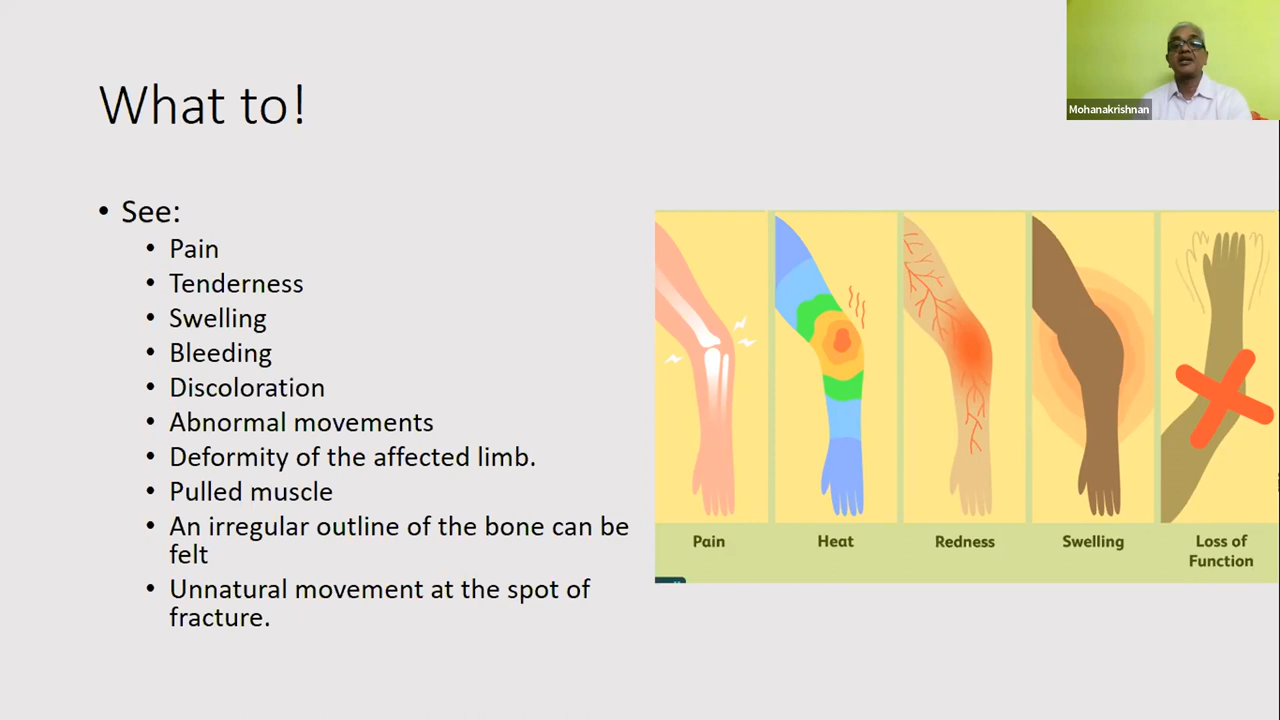 What to!
Mohanakrishnan
• See:
• Pain
• Tenderness
• Swelling
• Bleeding
• Discoloration
• Abnormal movements
• Deformity of the affected limb.
• Pulled muscle
• An irregular outline of the bone can be
felt
• Unnatural movement at the spot of
fracture.
Pain
Heat
Redness
Swelling
Loss of
Function